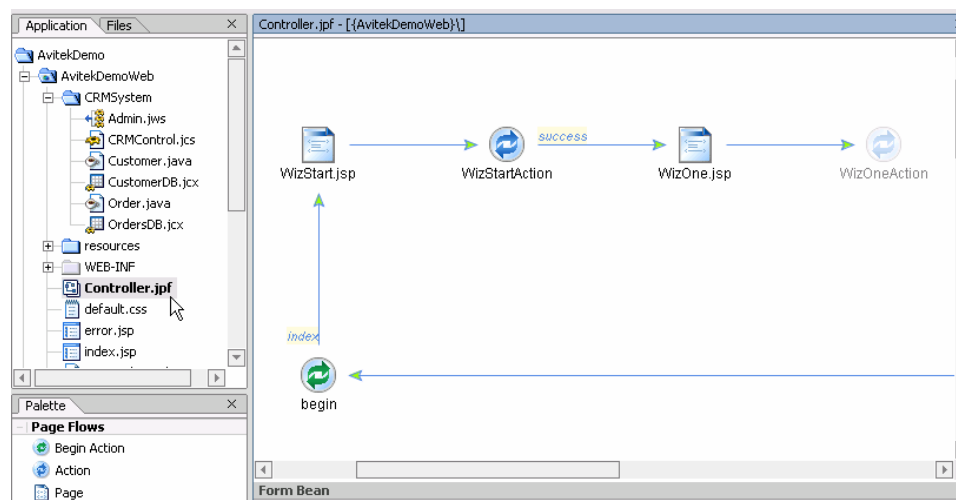 Application Files
AvitekDemo
AvitekDemoWeb
CRMSystem
Admin.jws
CRMControl.jcs
Customer.java
CustomerDB.jcx
Order.java
OrdersDB.jcx
resources
WEB-INF
Controller.jpf
default.css
error.jsp
index.jsp
Palette
Page Flows
Begin Action
Action
Page
Controller.jpf - [{AvitekDemoWeb}\]
success
WizStart.jsp WizStartAction WizOne.jsp WizOneAction
index
begin
Form Bean